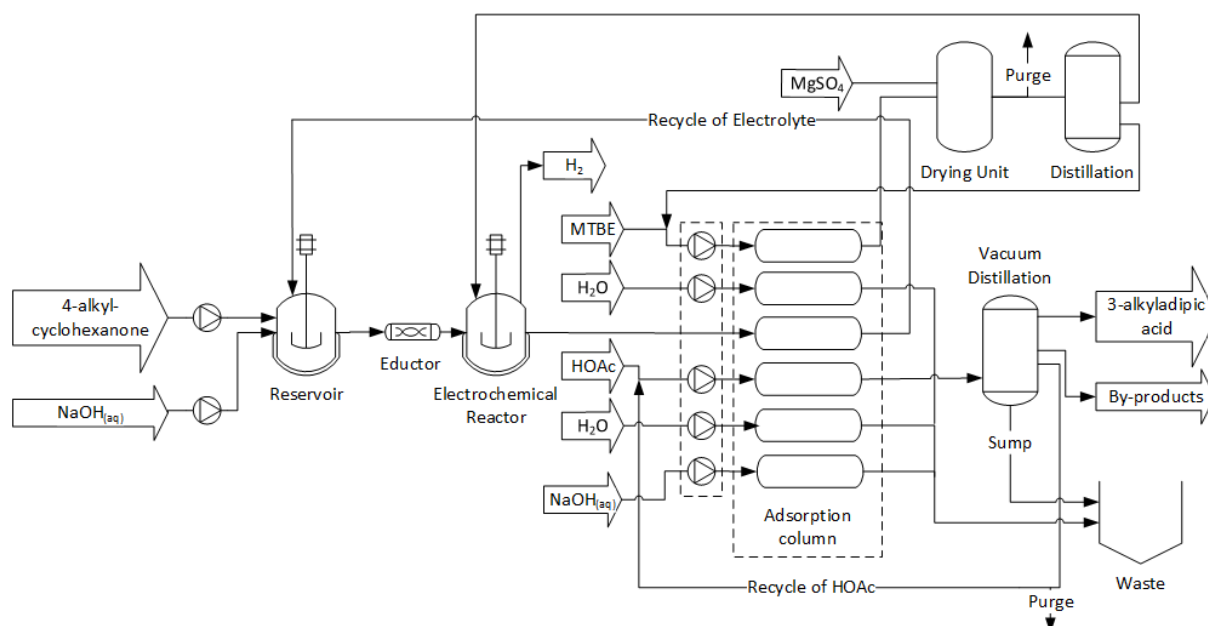 Purge
MgSO4
Recycle of Electrolyte
Drying Unit
Distillation
H2
MTBE
Vacuum
Distillation
H2O
4-alkyl-
cyclohexanone
3-alkyladipic
acid
Eductor
HOAc
Reservoir
Electrochemical
Reactor
By-products
NaOH(aq)
H2O
Sump
NaOH(aq)
Adsorption
column
Recycle of HOAc
Waste
Purge